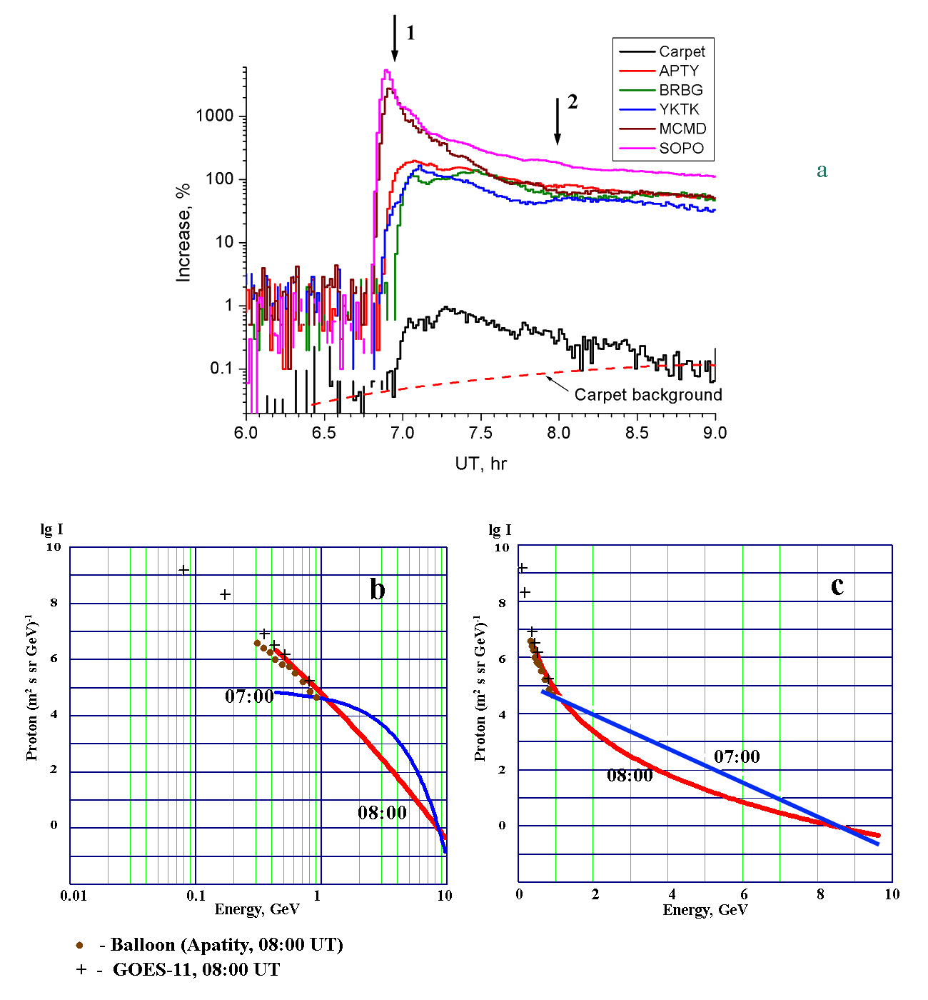 1
2
Carpet
APTY
BRBG
YKTK
MCMD
SOPO
a
1000
100
10
1
0.1
Increase, %
Carpet background
6.0 6.5 7.0 7.5 8.0 8.5 9.0
UT, hr
lg I
10
8
6
4
2
0
Proton (m² s sr GeV)⁻¹
b
07:00
08:00
0.01 0.1 1 10
Energy, GeV
lg I
10
8
6
4
2
0
Proton (m² s sr GeV)⁻¹
c
07:00
08:00
0 2 4 6 8 10
Energy, GeV
- Balloon (Apatity, 08:00 UT)
+ - GOES-11, 08:00 UT